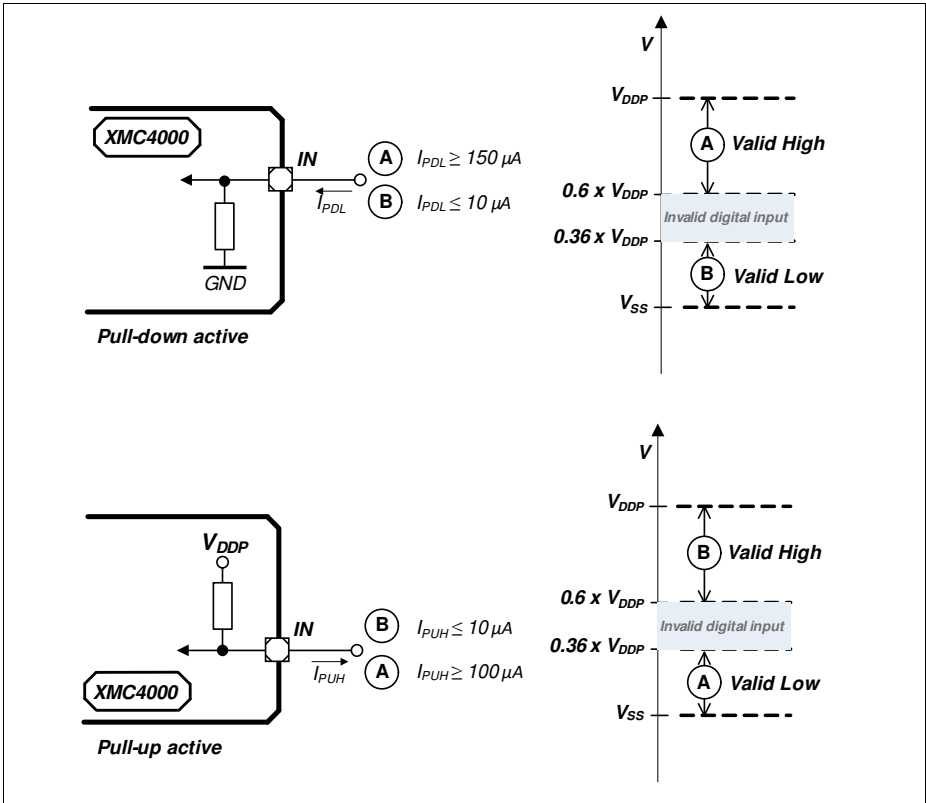 V
V_DDP
XMC4000
IN
A I_PDL ≥ 150 μA
A Valid High
I_PDL
B I_PDL ≤ 10 μA
0.6 x V_DDP
Invalid digital input
0.36 x V_DDP
GND
B Valid Low
V_SS
Pull-down active
V
V_DDP
V_DDP
B Valid High
0.6 x V_DDP
IN
B I_PUH ≤ 10 μA
Invalid digital input
0.36 x V_DDP
I_PUH
A I_PUH ≥ 100 μA
XMC4000
A Valid Low
V_SS
Pull-up active